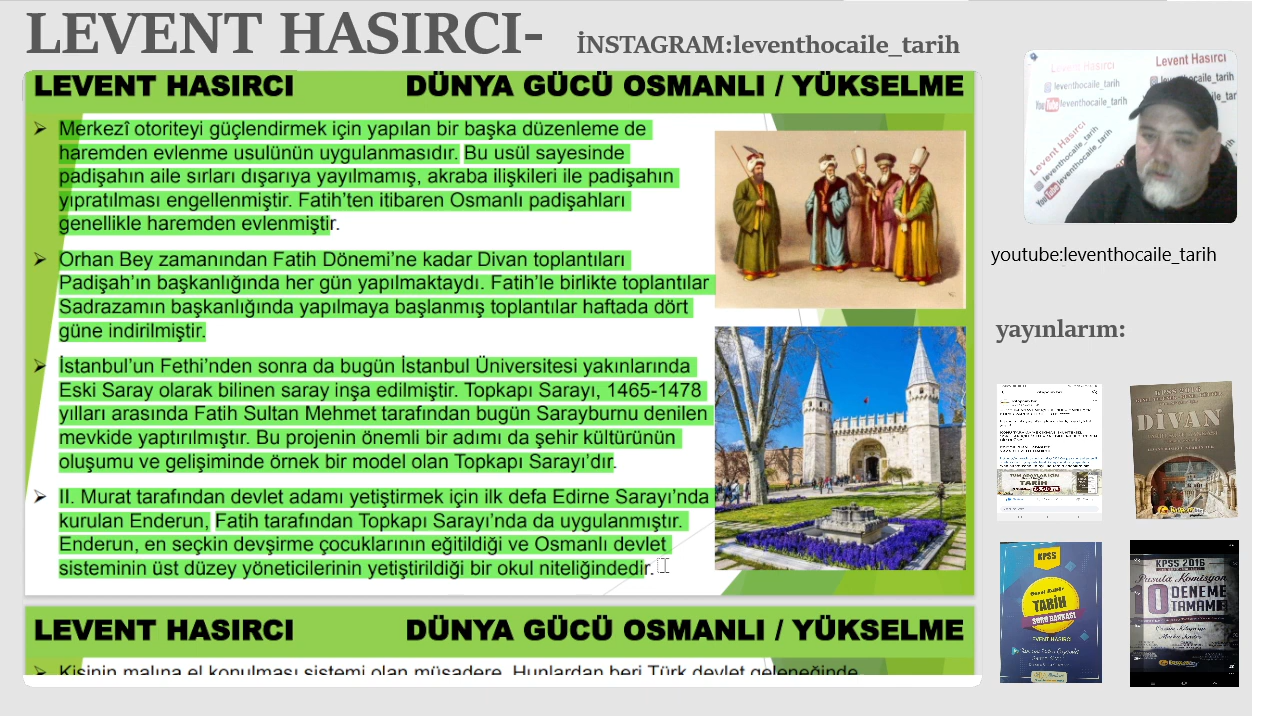 LEVENT HASIRCI- İNSTAGRAM:leventhocaile_tarih
LEVENT HASIRCI DÜNYA GÜCÜ OSMANLI / YÜKSELME
Merkezî otoriteyi güçlendirmek için yapılan bir başka düzenleme de
haremden evlenme usulünün uygulanmasıdır. Bu usül sayesinde
padişahın aile sırları dışarıya yayılmamış, akraba ilişkileri ile padişahın
yıpratılması engellenmiştir. Fatih'ten itibaren Osmanlı padişahları
genellikle haremden evlenmiştir.
Orhan Bey zamanından Fatih Dönemi'ne kadar Divan toplantıları
Padişah'ın başkanlığında her gün yapılmaktaydı. Fatih'le birlikte toplantılar
Sadrazamın başkanlığında yapılmaya başlanmış toplantılar haftada dört
güne indirilmiştir.
İstanbul'un Fethi'nden sonra da bugün İstanbul Üniversitesi yakınlarında
Eski Saray olarak bilinen saray inşa edilmiştir. Topkapı Sarayı, 1465-1478
yılları arasında Fatih Sultan Mehmet tarafından bugün Sarayburnu denilen
mevkide yaptırılmıştır. Bu projenin önemli bir adımı da şehir kültürünün
oluşumu ve gelişiminde örnek bir model olan Topkapı Sarayı'dır.
II. Murat tarafından devlet adamı yetiştirmek için ilk defa Edirne Sarayı'nda
kurulan Enderun, Fatih tarafından Topkapı Sarayı'nda da uygulanmıştır.
Enderun, en seçkin devşirme çocuklarının eğitildiği ve Osmanlı devlet
sisteminin üst düzey yöneticilerinin yetiştirildiği bir okul niteliğindedir.
LEVENT HASIRCI DÜNYA GÜCÜ OSMANLI / YÜKSELME
Kişinin malına el konulması sistemi olan müsadere, Hunlardan beri Türk devlet geleneğinde
Levent Hasırcı
leventhocaile_tarih
YouTube leventhocaile_tarih
youtube:leventhocaile_tarih
yayınlarım:
TARİH
DİVAN
KPSS
TARİH
SORU BANKASI
LEVENT HASIRCI
KPSS 2016
Pusula Komisyon
10 DENEME
TAMAMI